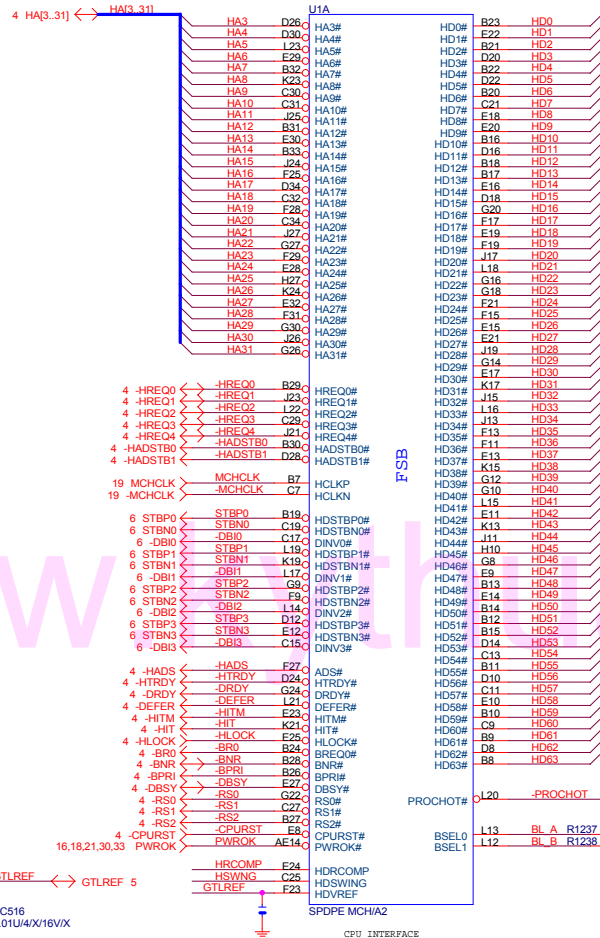 4 HA[3..31] HA[3..31] U1A
HA3 D26 HA3# HD0# B23 HD0
HA4 D30 HA4# HD1# E22 HD1
HA5 L23 HA5# HD2# B21 HD2
HA6 E29 HA6# HD3# D20 HD3
HA7 B32 HA7# HD4# B22 HD4
HA8 K23 HA8# HD5# D22 HD5
HA9 C30 HA9# HD6# B20 HD6
HA10 C31 HA10# HD7# C21 HD7
HA11 J25 HA11# HD8# E18 HD8
HA12 B31 HA12# HD9# E20 HD9
HA13 E30 HA13# HD10# B16 HD10
HA14 B33 HA14# HD11# D16 HD11
HA15 J24 HA15# HD12# B18 HD12
HA16 F25 HA16# HD13# B17 HD13
HA17 D34 HA17# HD14# E16 HD14
HA18 C32 HA18# HD15# D18 HD15
HA19 F28 HA19# HD16# G20 HD16
HA20 C34 HA20# HD17# F17 HD17
HA21 J27 HA21# HD18# E19 HD18
HA22 G27 HA22# HD19# F19 HD19
HA23 F29 HA23# HD20# J17 HD20
HA24 E28 HA24# HD21# L18 HD21
HA25 H27 HA25# HD22# G16 HD22
HA26 K24 HA26# HD23# G18 HD23
HA27 E32 HA27# HD24# F21 HD24
HA28 F31 HA28# HD25# F15 HD25
HA29 G30 HA29# HD26# E15 HD26
HA30 J26 HA30# HD27# E21 HD27
HA31 G26 HA31# HD28# J19 HD28
HD29# G14 HD29
HD30# E17 HD30
4 -HREQ0 -HREQ0 B29 HREQ0# HD31# K17 HD31
4 -HREQ1 -HREQ1 J23 HREQ1# HD32# J15 HD32
4 -HREQ2 -HREQ2 L22 HREQ2# HD33# L16 HD33
4 -HREQ3 -HREQ3 C29 HREQ3# HD34# J13 HD34
4 -HREQ4 -HREQ4 J21 HREQ4# HD35# F13 HD35
4 -HADSTB0 -HADSTB0 B30 HADSTB0# HD36# F11 HD36
4 -HADSTB1 -HADSTB1 D28 HADSTB1# HD37# E13 HD37
HD38# K15 HD38
19 MCHCLK MCHCLK B7 HCLKP HD39# G12 HD39
19 -MCHCLK -MCHCLK C7 HCLKN HD40# G10 HD40
FSB
HD41# L15 HD41
6 STBP0 STBP0 B19 HDSTBP0# HD42# E11 HD42
6 STBN0 STBN0 C19 HDSTBN0# HD43# K13 HD43
6 -DBI0 -DBI0 C17 DINV0# HD44# J11 HD44
6 STBP1 STBP1 L19 HDSTBP1# HD45# H10 HD45
6 STBN1 STBN1 K19 HDSTBN1# HD46# G8 HD46
6 -DBI1 -DBI1 L17 DINV1# HD47# E9 HD47
6 STBP2 STBP2 G9 HDSTBP2# HD48# B13 HD48
6 STBN2 STBN2 F9 HDSTBN2# HD49# E14 HD49
6 -DBI2 -DBI2 L14 DINV2# HD50# B14 HD50
6 STBP3 STBP3 D12 HDSTBP3# HD51# B12 HD51
6 STBN3 STBN3 E12 HDSTBN3# HD52# B15 HD52
6 -DBI3 -DBI3 C15 DINV3# HD53# D14 HD53
w kythu
HD54# C13 HD54
4 -HADS -HADS F27 ADS# HD55# B11 HD55
4 -HTRDY -HTRDY D24 HTRDY# HD56# D10 HD56
4 -DRDY -DRDY G24 DRDY# HD57# C11 HD57
4 -DEFER -DEFER L21 DEFER# HD58# E10 HD58
4 -HITM -HITM E23 HITM# HD59# B10 HD59
4 -HIT -HIT K21 HIT# HD60# C9 HD60
4 -HLOCK -HLOCK E25 HLOCK# HD61# B9 HD61
4 -BR0 -BR0 B24 BREQ0# HD62# D8 HD62
4 -BNR -BNR B28 BNR# HD63# B8 HD63
4 -BPRI -BPRI B26 BPRI#
4 -DBSY -DBSY E27 DBSY#
4 -RS0 -RS0 G22 RS0# PROCHOT# L20 -PROCHOT
4 -RS1 -RS1 C27 RS1#
4 -RS2 -RS2 B27 RS2#
4 -CPURST -CPURST E8 CPURST# BSEL0 L13 BL_A R1237
16,18,21,30,33 PWROK PWROK AE14 PWROK# BSEL1 L12 BL_B R1238
HRCOMP E24 HDRCOMP
TLREF GTLREF 5 HSWNG C25 HDSWING
GTLREF F23 HDVREF
C516 SPDPE MCH/A2
.01U/4/X/16V/X
CPU INTERFACE